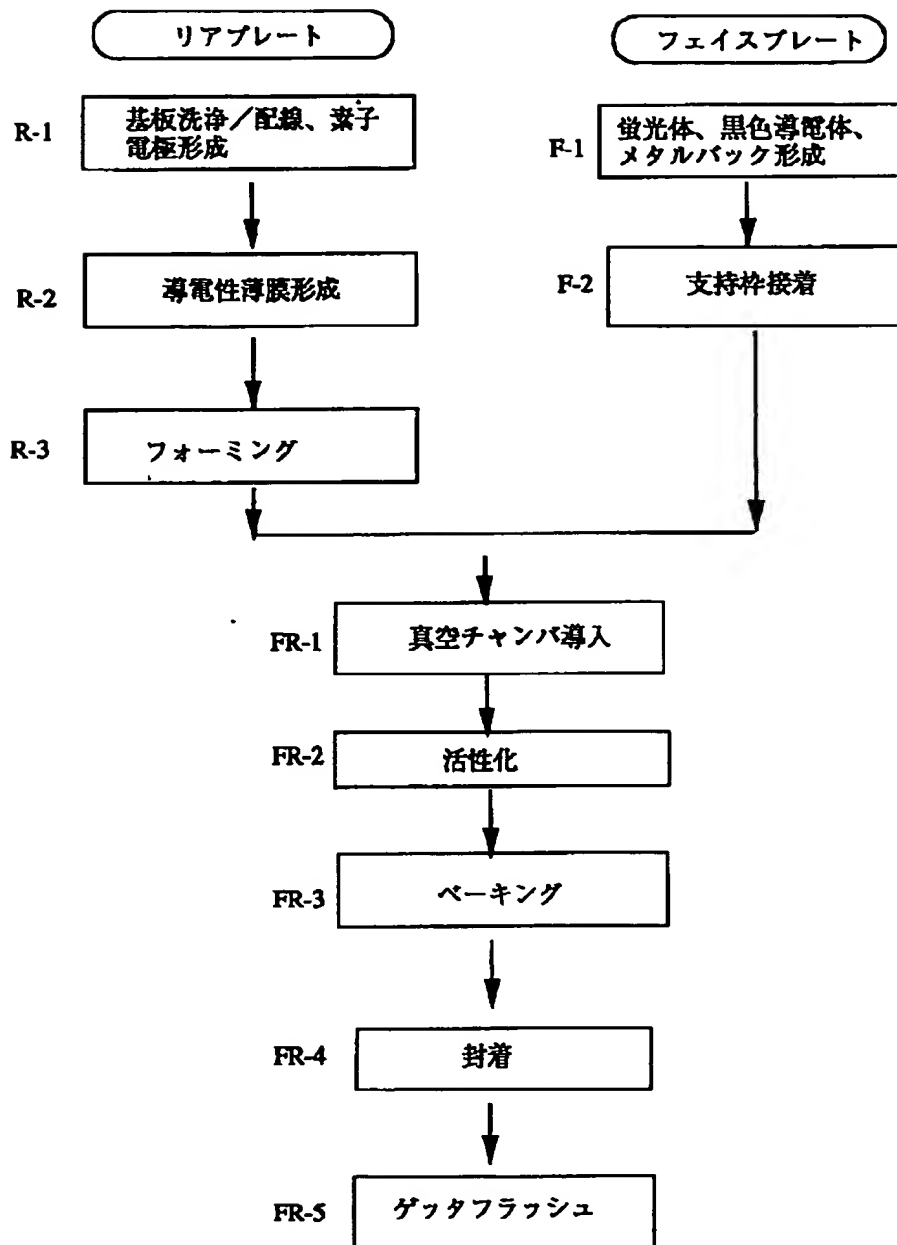 リアプレート
フェイスプレート
R-1
基板洗浄／配線、素子
電極形成
F-1
蛍光体、黒色導電体、
メタルバック形成
R-2
導電性薄膜形成
F-2
支持枠接着
R-3
フォーミング
FR-1
真空チャンバ導入
FR-2
活性化
FR-3
ベーキング
FR-4
封着
FR-5
ゲッタフラッシュ